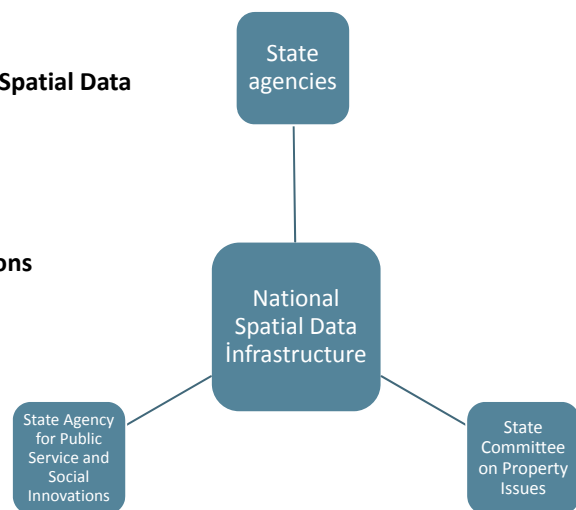 State
agencies
Spatial Data
ons
National
Spatial Data
İnfrastructure
State Agency
for Public
Service and
Social
Innovations
State
Committee
on Property
Issues